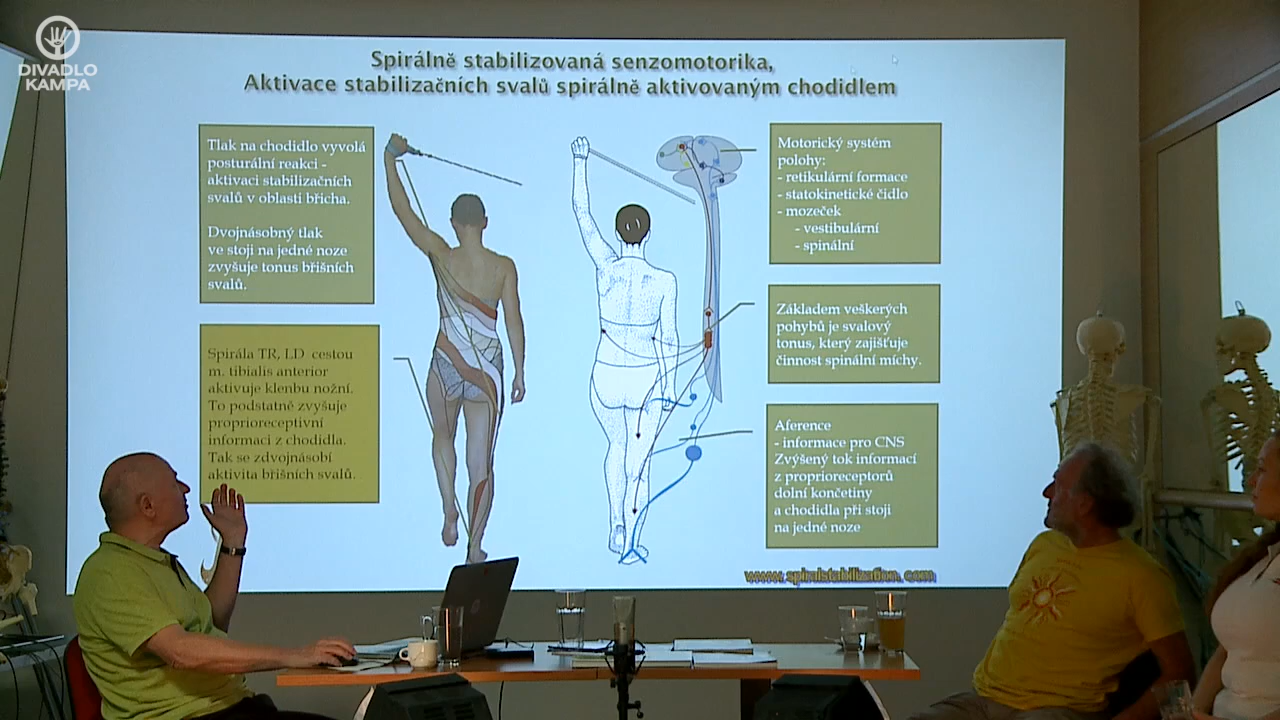 DIVADLO
KAMPA
Spirálně stabilizovaná senzomotorika,
Aktivace stabilizačních svalů spirálně aktivovaným chodidlem
Tlak na chodidlo vyvolá
posturální reakci -
aktivaci stabilizačních
svalů v oblasti břicha.
Dvojnásobný tlak
ve stoji na jedné noze
zvyšuje tonus břišních
svalů.
Spirála TR, LD cestou
m. tibialis anterior
aktivuje klenbu nožní.
To podstatně zvyšuje
proprioreceptivní
informaci z chodidla.
Tak se zdvojnásobí
aktivita břišních svalů.
Motorický systém
polohy:
- retikulární formace
- statokinetické čidlo
- mozeček
- vestibulární
- spinální
Základem veškerých
pohybů je svalový
tonus, který zajišťuje
činnost spinální míchy.
Aference
- informace pro CNS
Zvýšený tok informací
z proprioreceptorů
dolní končetiny
a chodidla při stoji
na jedné noze
www.spiralstabilization.com